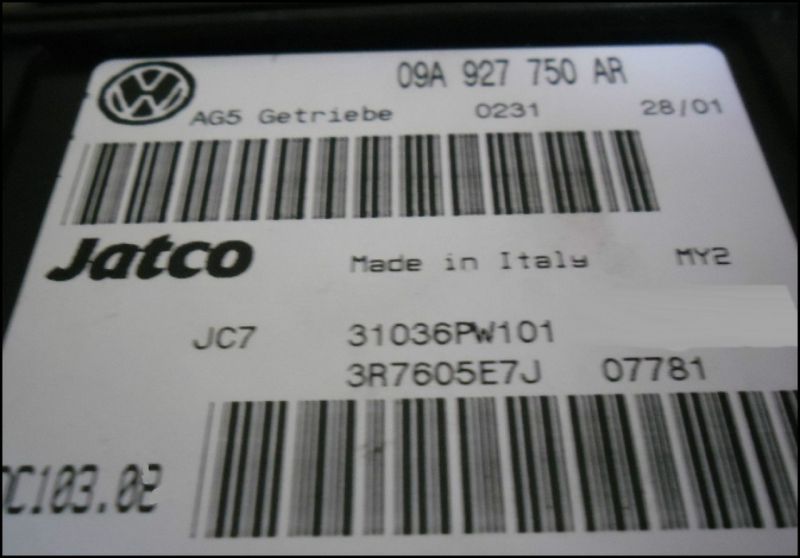 09A 927 750 AR
AG5 Getriebe 0231 28/01
Jatco Made in Italy MY2
JC7 31036PW101
3R7605E7J 07781
C103.02